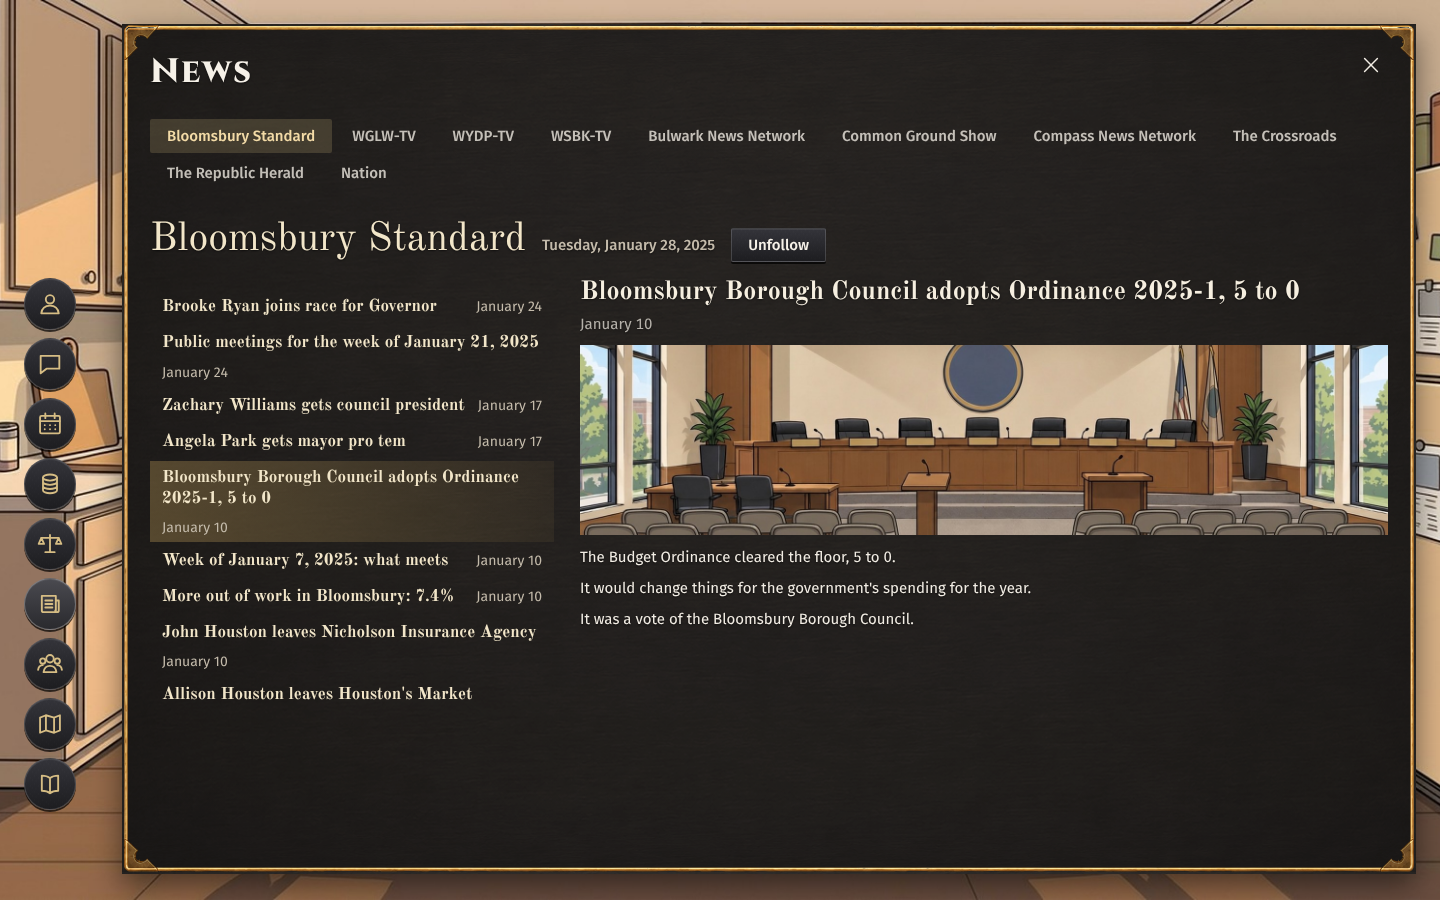 News
Bloomsbury Standard
WGLW-TV
WYDP-TV
WSBK-TV
Bulwark News Network
Common Ground Show
Compass News Network
The Crossroads
The Republic Herald
Nation
Bloomsbury Standard
Tuesday, January 28, 2025
Unfollow
Brooke Ryan joins race for Governor
January 24
Public meetings for the week of January 21, 2025
January 24
Zachary Williams gets council president
January 17
Angela Park gets mayor pro tem
January 17
Bloomsbury Borough Council adopts Ordinance
2025-1, 5 to 0
January 10
Week of January 7, 2025: what meets
January 10
More out of work in Bloomsbury: 7.4%
January 10
John Houston leaves Nicholson Insurance Agency
January 10
Allison Houston leaves Houston's Market
Bloomsbury Borough Council adopts Ordinance 2025-1, 5 to 0
January 10
The Budget Ordinance cleared the floor, 5 to 0.
It would change things for the government's spending for the year.
It was a vote of the Bloomsbury Borough Council.